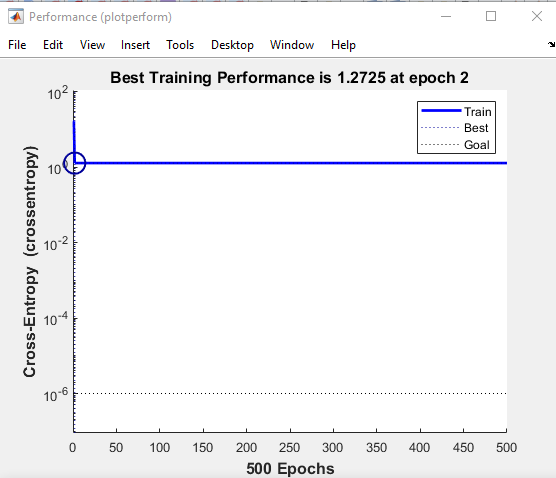 Performance (plotperform)
File Edit View Insert Tools Desktop Window Help
Best Training Performance is 1.2725 at epoch 2
Train
Best
Goal
10^2
10^0
10^-2
10^-4
10^-6
Cross-Entropy (crossentropy)
0 50 100 150 200 250 300 350 400 450 500
500 Epochs